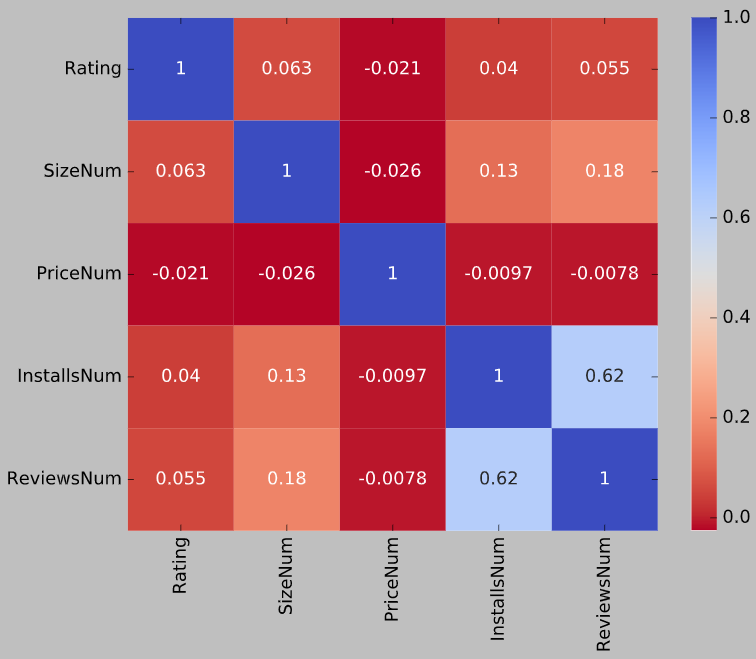 Rating 1 0.063 -0.021 0.04 0.055
SizeNum 0.063 1 -0.026 0.13 0.18
PriceNum -0.021 -0.026 1 -0.0097 -0.0078
InstallsNum 0.04 0.13 -0.0097 1 0.62
ReviewsNum 0.055 0.18 -0.0078 0.62 1
Rating SizeNum PriceNum InstallsNum ReviewsNum
1.0
0.8
0.6
0.4
0.2
0.0